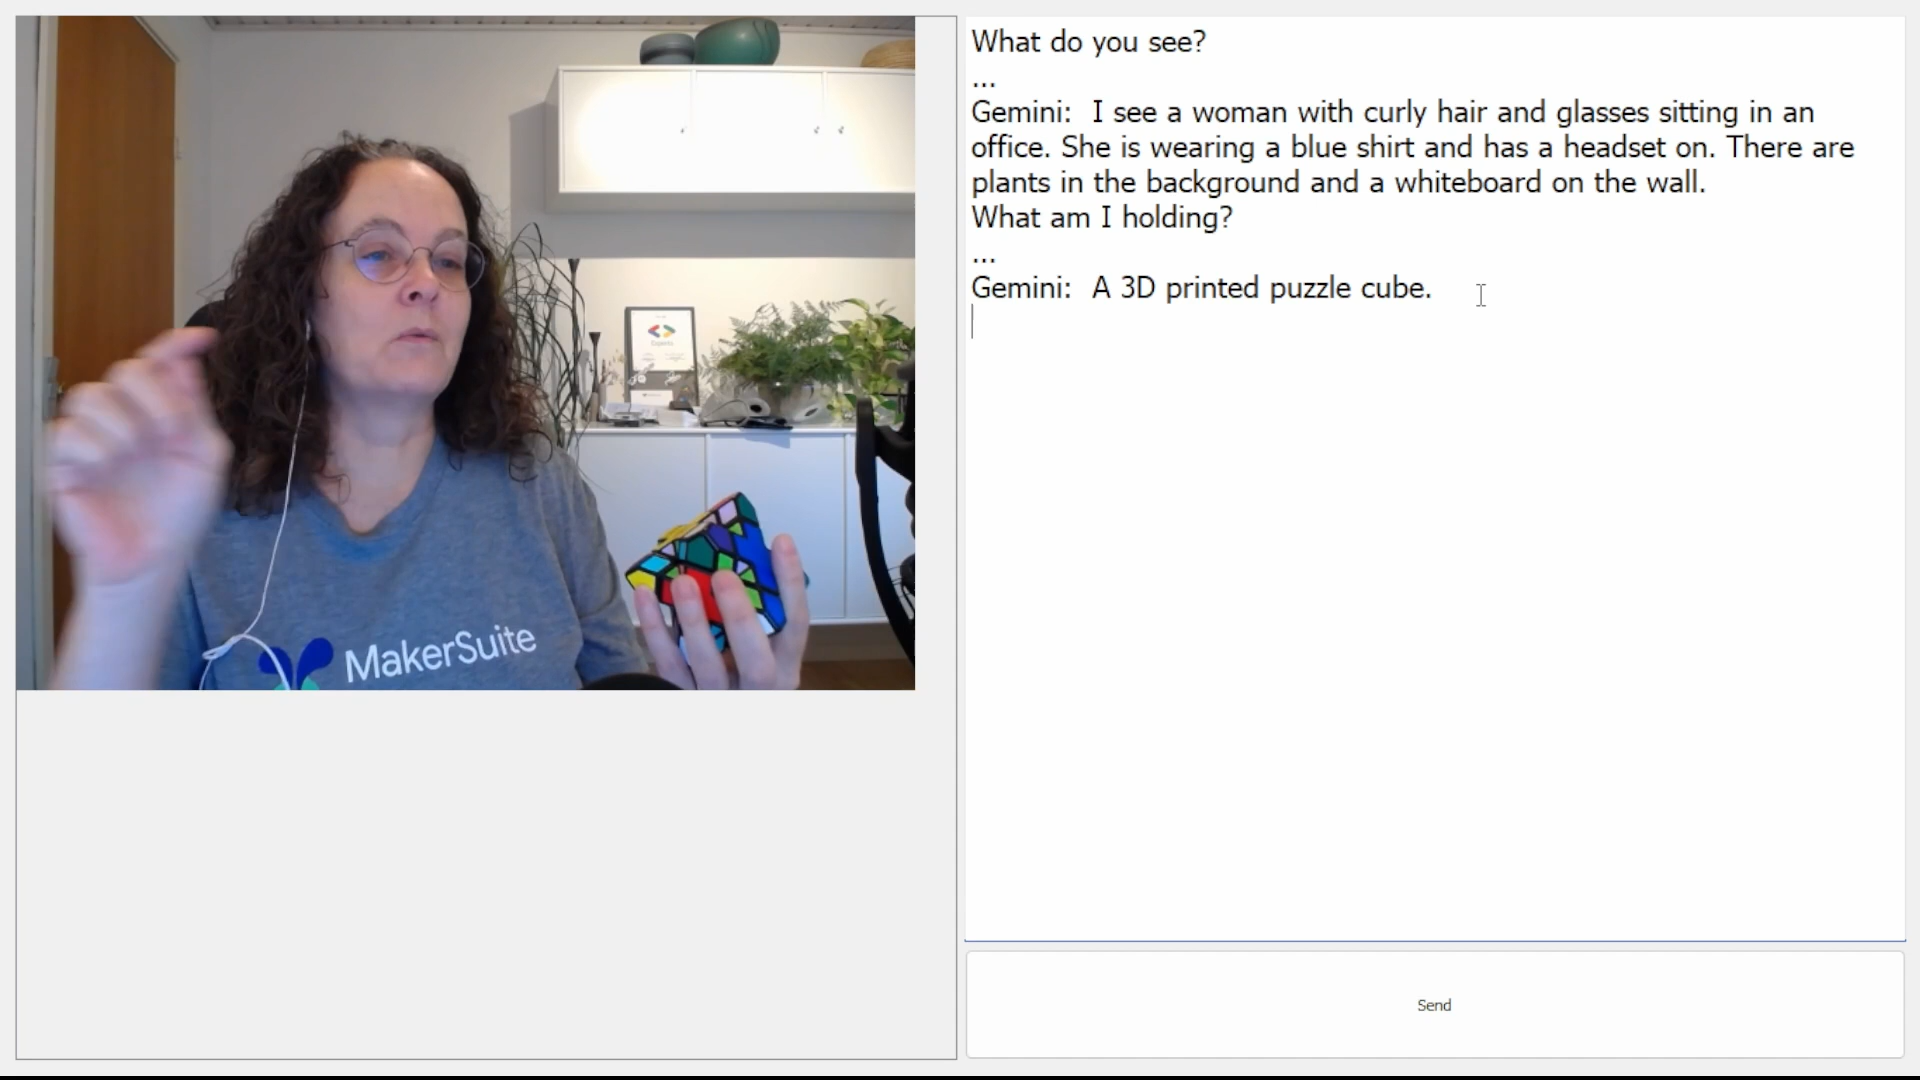 What do you see?
...
Gemini:  I see a woman with curly hair and glasses sitting in an
office. She is wearing a blue shirt and has a headset on. There are
plants in the background and a whiteboard on the wall.
What am I holding?
...
Gemini:  A 3D printed puzzle cube.
Experts
MakerSuite
Send